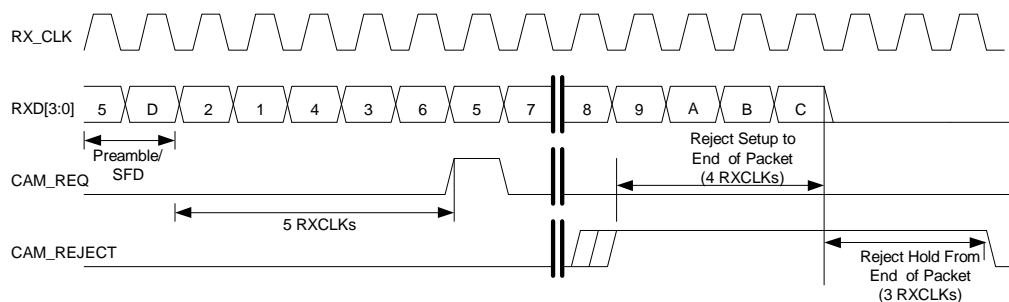 RX_CLK
RXD[3:0]
5 D 2 1 4 3 6 5 7 8 9 A B C
Preamble/
SFD
Reject Setup to
End of Packet
(4 RXCLKs)
CAM_REQ
5 RXCLKs
CAM_REJECT
Reject Hold From
End of Packet
(3 RXCLKs)